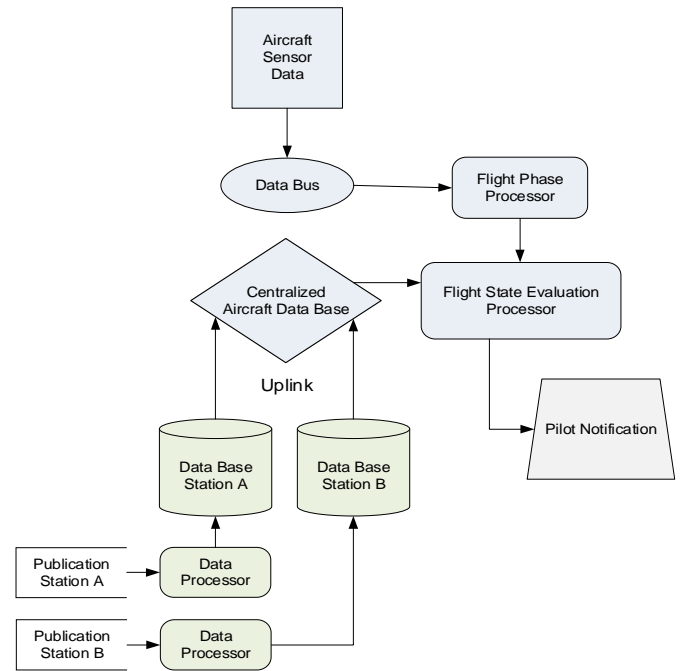 Aircraft
Sensor
Data
Data Bus
Flight Phase
Processor
Centralized
Aircraft Data Base
Flight State Evaluation
Processor
Uplink
Pilot Notification
Data Base
Station A
Data Base
Station B
Publication
Station A
Data
Processor
Publication
Station B
Data
Processor